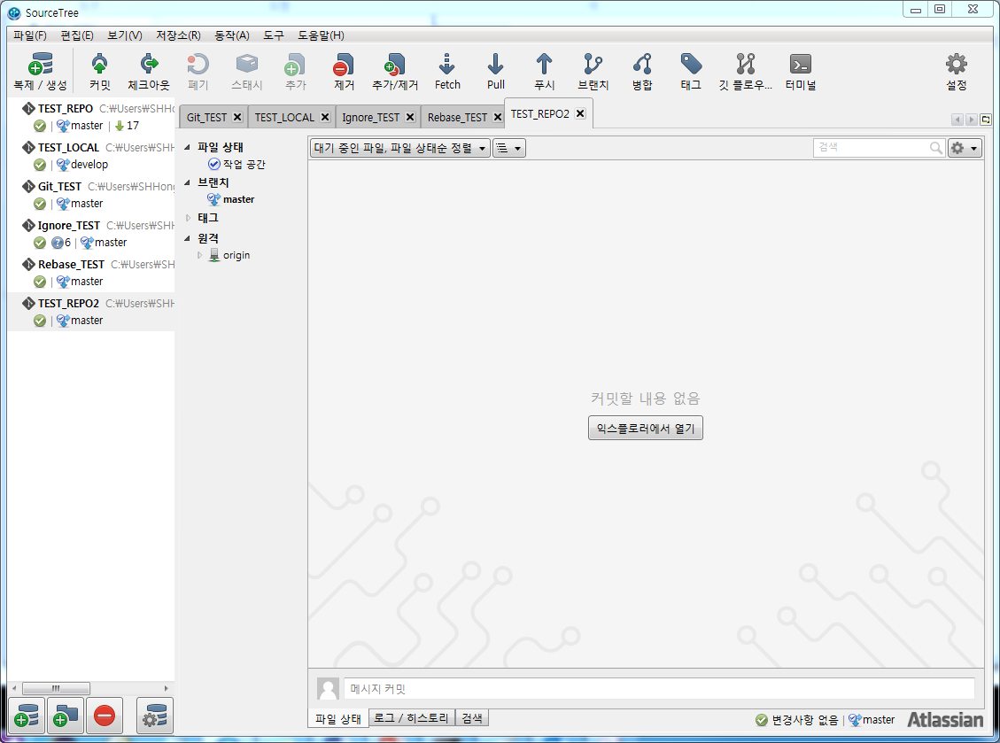 SourceTree
파일(F) 편집(E) 보기(V) 저장소(R) 동작(A) 도구 도움말(H)
복제 / 생성 커밋 체크아웃 폐기 스태시 추가 제거 추가/제거 Fetch Pull 푸시 브랜치 병합 태그 깃 플로우... 터미널 설정
TEST_REPO C:₩Users₩SHHo
master | 17
TEST_LOCAL C:₩Users₩SHH
develop
Git_TEST C:₩Users₩SHHong
master
Ignore_TEST C:₩Users₩SHH
6 | master
Rebase_TEST C:₩Users₩SH
master
TEST_REPO2 C:₩Users₩SHH
master
Git_TEST TEST_LOCAL Ignore_TEST Rebase_TEST TEST_REPO2
파일 상태
작업 공간
브랜치
master
태그
원격
origin
대기 중인 파일, 파일 상태순 정렬
검색
커밋할 내용 없음
익스플로러에서 열기
메시지 커밋
파일 상태 로그 / 히스토리 검색
변경사항 없음 master Atlassian